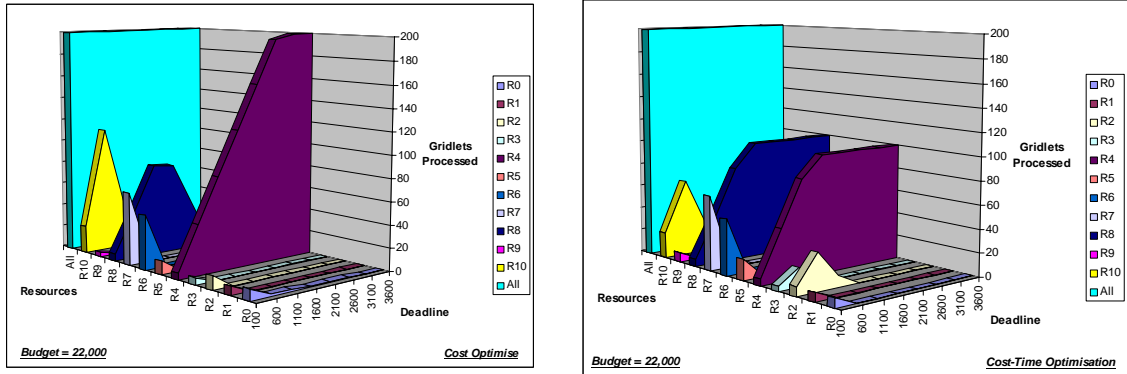 200
180
160
140
120
100
80
60
40
20
0
Gridlets
Processed
All
R10
R9
R8
R7
R6
R5
R4
R3
R2
R1
R0
Resources
100
600
1100
1600
2100
2600
3100
3600
Deadline
R0
R1
R2
R3
R4
R5
R6
R7
R8
R9
R10
All
Budget = 22,000
Cost Optimise
200
180
160
140
120
100
80
60
40
20
0
Gridlets
Processed
All
R10
R9
R8
R7
R6
R5
R4
R3
R2
R1
R0
Resources
100
600
1100
1600
2100
2600
3100
3600
Deadline
R0
R1
R2
R3
R4
R5
R6
R7
R8
R9
R10
All
Budget = 22,000
Cost-Time Optimisation